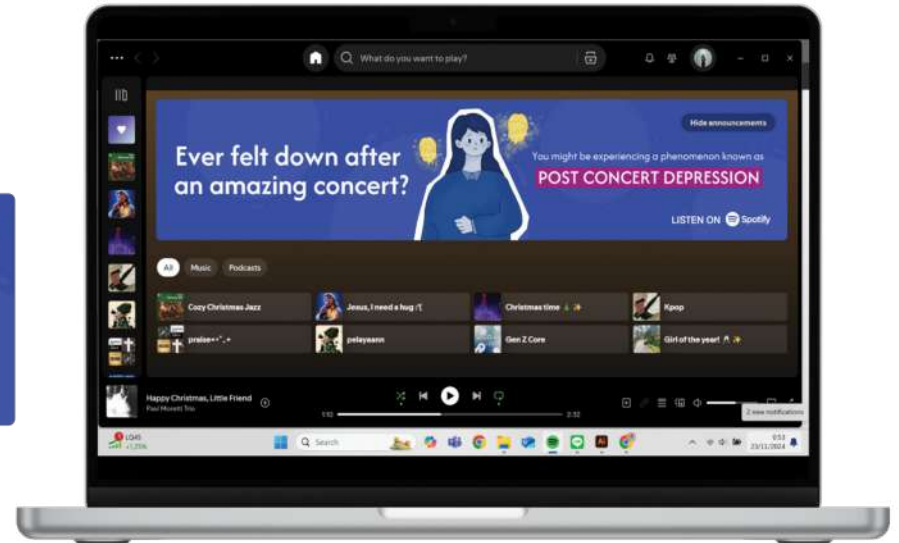 What do you want to play?
Hide announcements
Ever felt down after
an amazing concert?
You might be experiencing a phenomenon known as
POST CONCERT DEPRESSION
LISTEN ON Spotify
All Music Podcasts
Cozy Christmas Jazz
Jesus, I need a hug
Christmas time
Kpop
praise
pelayaann
Gen Z Core
Girl of the year!
Happy Christmas, Little Friend
Paul Moretti Trio
1:10
2:32
2 new notifications
LQ45
Search
23/11/2024